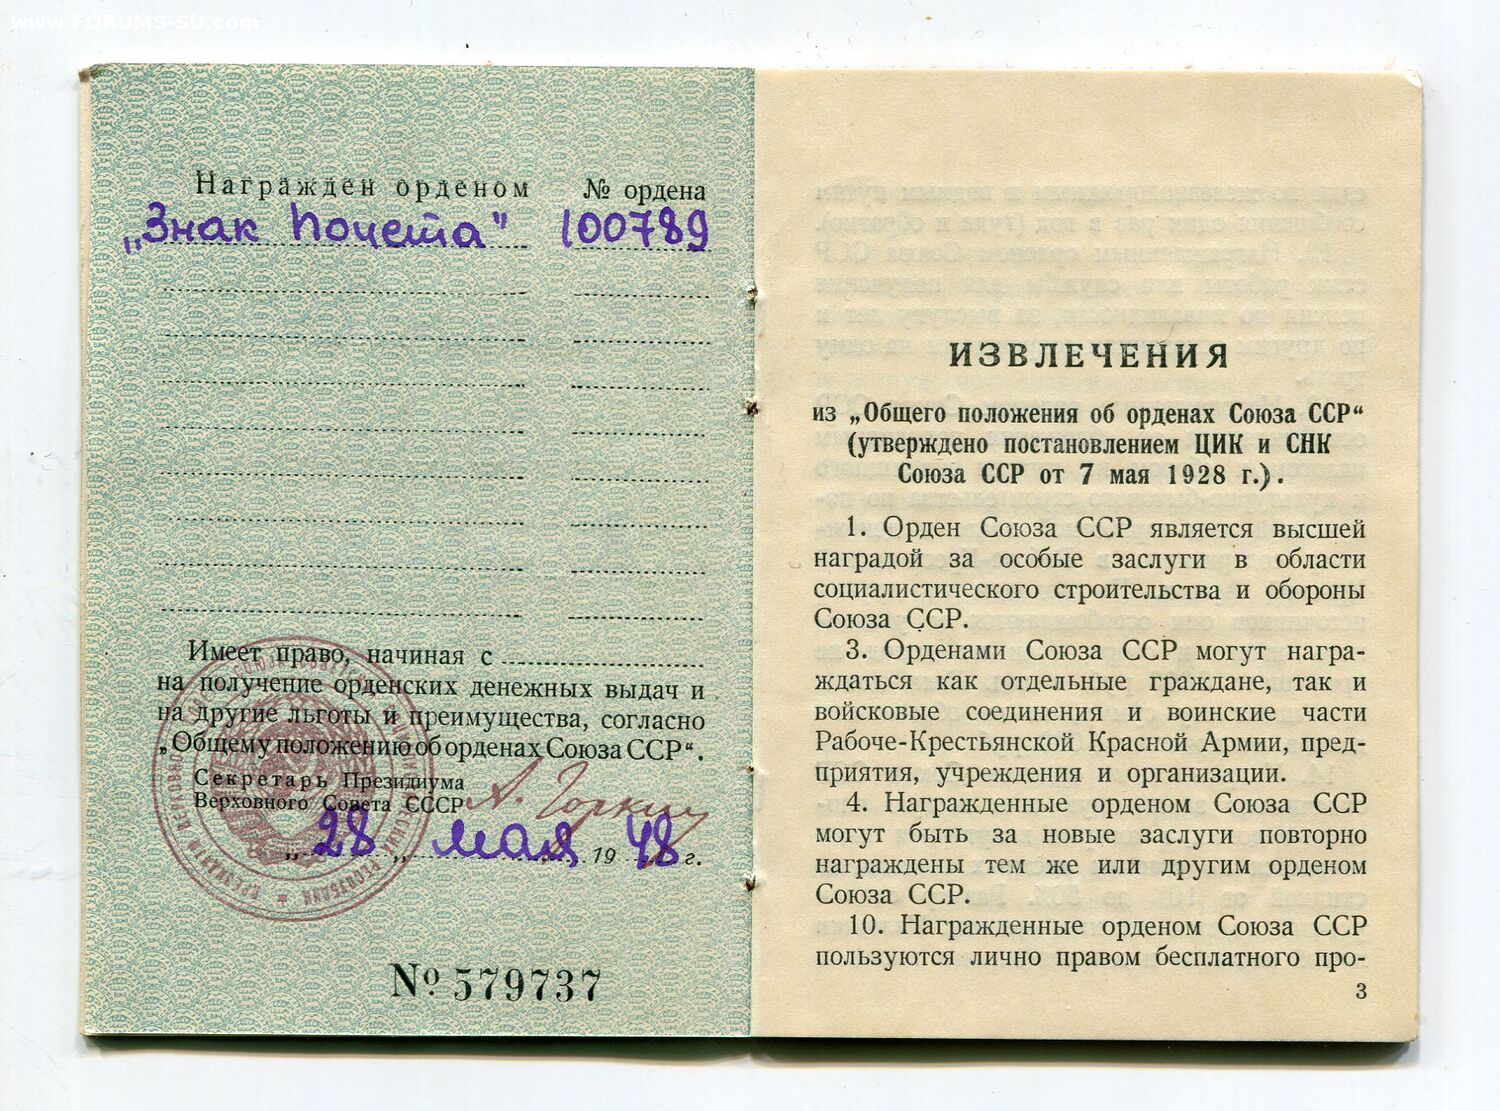 www.FORUMS-SU.com
Награжден орденом № ордена
„Знак Почета" 100789
Имеет право, начиная с
на получение орденских денежных выдач и
на другие льготы и преимущества, согласно
„Общему положению об орденах Союза ССР“.
Секретарь Президиума
Верховного Совета СССР А. Горкин
„28„ мая 1948 г.
№ 579737
ИЗВЛЕЧЕНИЯ
из „Общего положения об орденах Союза ССР“
(утверждено постановлением ЦИК и СНК
Союза ССР от 7 мая 1928 г.).
1. Орден Союза ССР является высшей
наградой за особые заслуги в области
социалистического строительства и обороны
Союза ССР.
3. Орденами Союза ССР могут награ-
ждаться как отдельные граждане, так и
войсковые соединения и воинские части
Рабоче-Крестьянской Красной Армии, пред-
приятия, учреждения и организации.
4. Награжденные орденом Союза ССР
могут быть за новые заслуги повторно
награждены тем же или другим орденом
Союза ССР.
10. Награжденные орденом Союза ССР
пользуются лично правом бесплатного про-
3